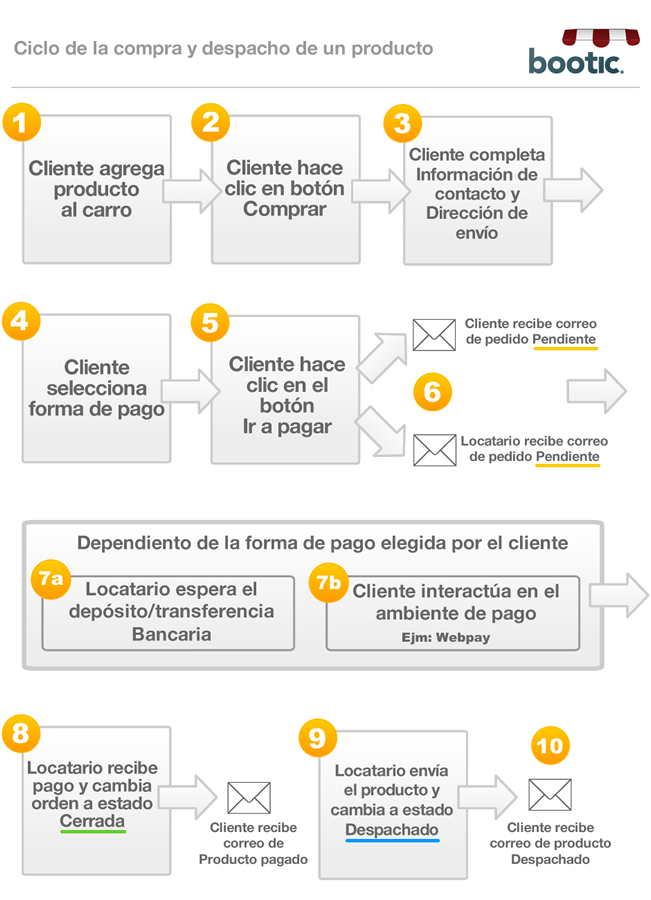 Ciclo de la compra y despacho de un producto
bootic.
1
Cliente agrega
producto
al carro
2
Cliente hace
clic en botón
Comprar
3
Cliente completa
Información de
contacto y
Dirección de
envío
4
Cliente
selecciona
forma de pago
5
Cliente hace
clic en el
botón
Ir a pagar
Cliente recibe correo
de pedido Pendiente
6
Locatario recibe correo
de pedido Pendiente
Dependiento de la forma de pago elegida por el cliente
7a
Locatario espera el
depósito/transferencia
Bancaria
7b
Cliente interactúa en el
ambiente de pago
Ejm: Webpay
8
Locatario recibe
pago y cambia
orden a estado
Cerrada
Cliente recibe
correo de
Producto pagado
9
Locatario envía
el producto y
cambia a estado
Despachado
10
Cliente recibe
correo de producto
Despachado